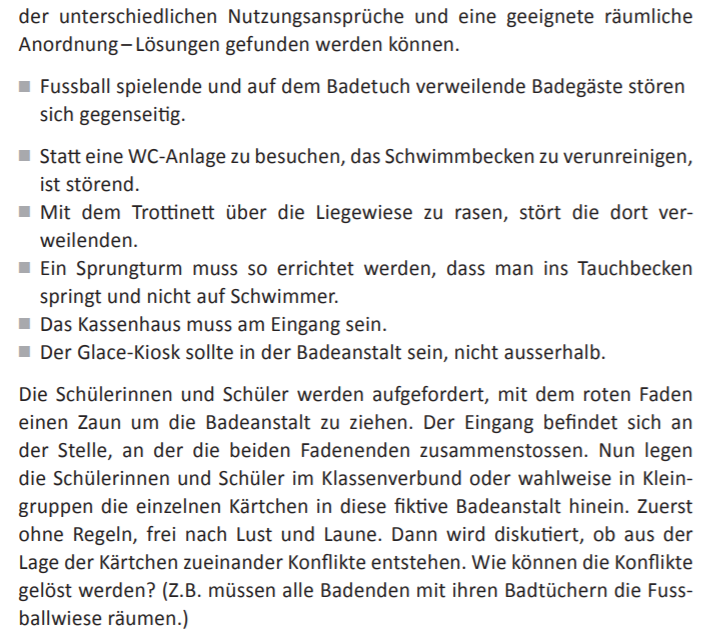 der unterschiedlichen Nutzungsansprüche und eine geeignete räumliche
Anordnung – Lösungen gefunden werden können.
■ Fussball spielende und auf dem Badetuch verweilende Badegäste stören
sich gegenseitig.
■ Statt eine WC-Anlage zu besuchen, das Schwimmbecken zu verunreinigen,
ist störend.
■ Mit dem Trottinett über die Liegewiese zu rasen, stört die dort ver-
weilenden.
■ Ein Sprungturm muss so errichtet werden, dass man ins Tauchbecken
springt und nicht auf Schwimmer.
■ Das Kassenhaus muss am Eingang sein.
■ Der Glace-Kiosk sollte in der Badeanstalt sein, nicht ausserhalb.
Die Schülerinnen und Schüler werden aufgefordert, mit dem roten Faden
einen Zaun um die Badeanstalt zu ziehen. Der Eingang befindet sich an
der Stelle, an der die beiden Fadenenden zusammenstossen. Nun legen
die Schülerinnen und Schüler im Klassenverbund oder wahlweise in Klein-
gruppen die einzelnen Kärtchen in diese fiktive Badeanstalt hinein. Zuerst
ohne Regeln, frei nach Lust und Laune. Dann wird diskutiert, ob aus der
Lage der Kärtchen zueinander Konflikte entstehen. Wie können die Konflikte
gelöst werden? (Z.B. müssen alle Badenden mit ihren Badtüchern die Fuss-
ballwiese räumen.)